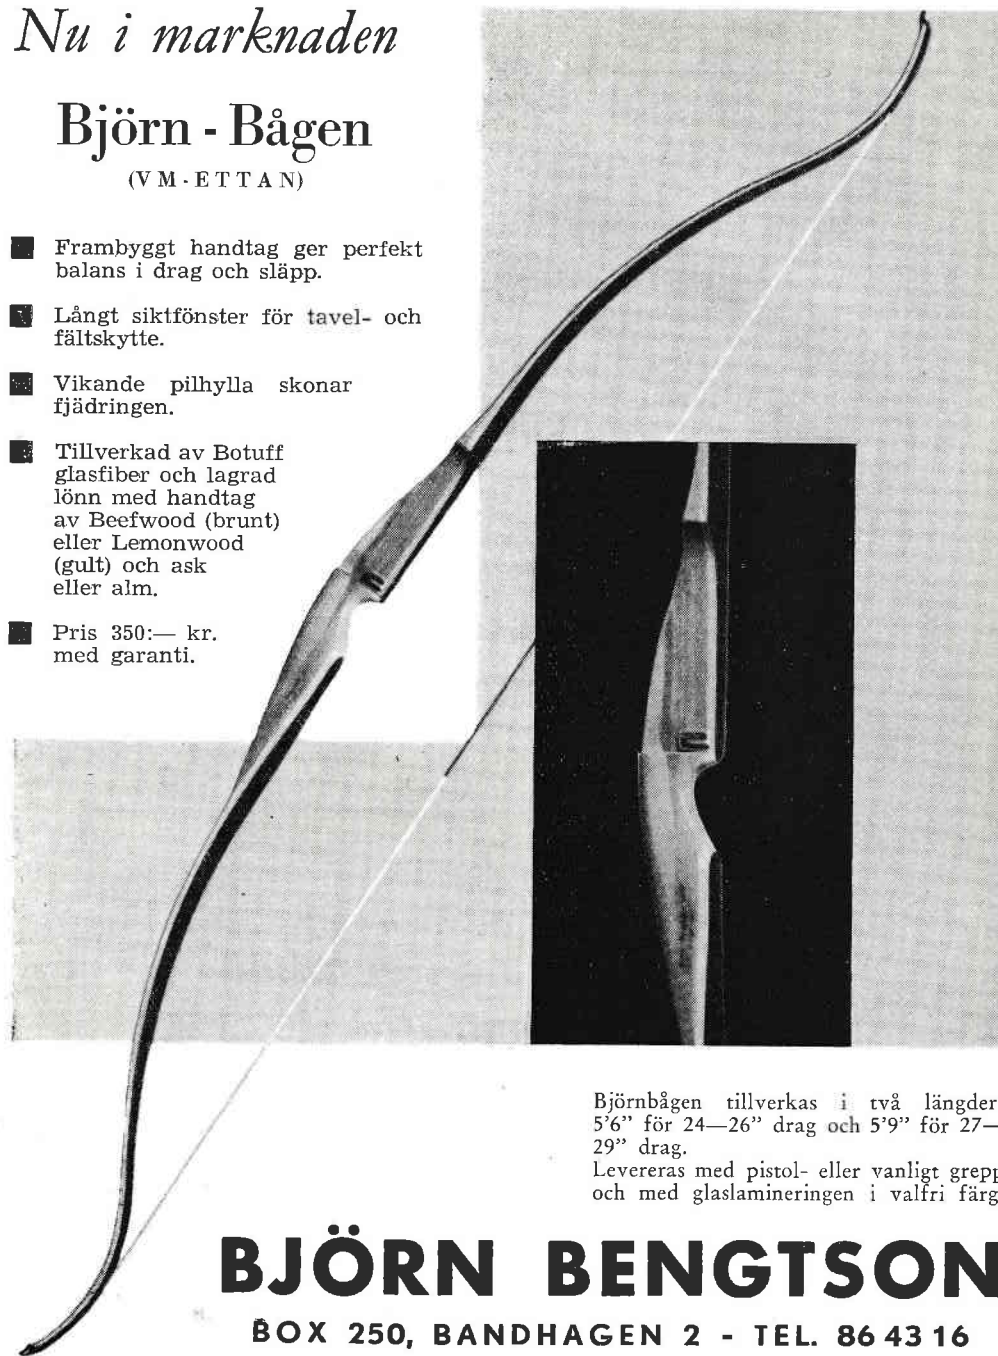 Nu i marknaden
Björn - Bågen
(VM-ETTAN)
Frambyggt handtag ger perfekt
balans i drag och släpp.
Långt siktfönster för tavel- och
fältskytte.
Vikande pilhylla skonar
fjädringen.
Tillverkad av Botuff
glasfiber och lagrad
lönn med handtag
av Beefwood (brunt)
eller Lemonwood
(gult) och ask
eller alm.
Pris 350:— kr.
med garanti.
Björnbågen tillverkas i två längder
5'6” för 24—26” drag och 5'9” för 27—
29” drag.
Levereras med pistol- eller vanligt grepp
och med glaslamineringen i valfri färg
BJÖRN BENGTSON
BOX 250, BANDHAGEN 2 - TEL. 86 43 16